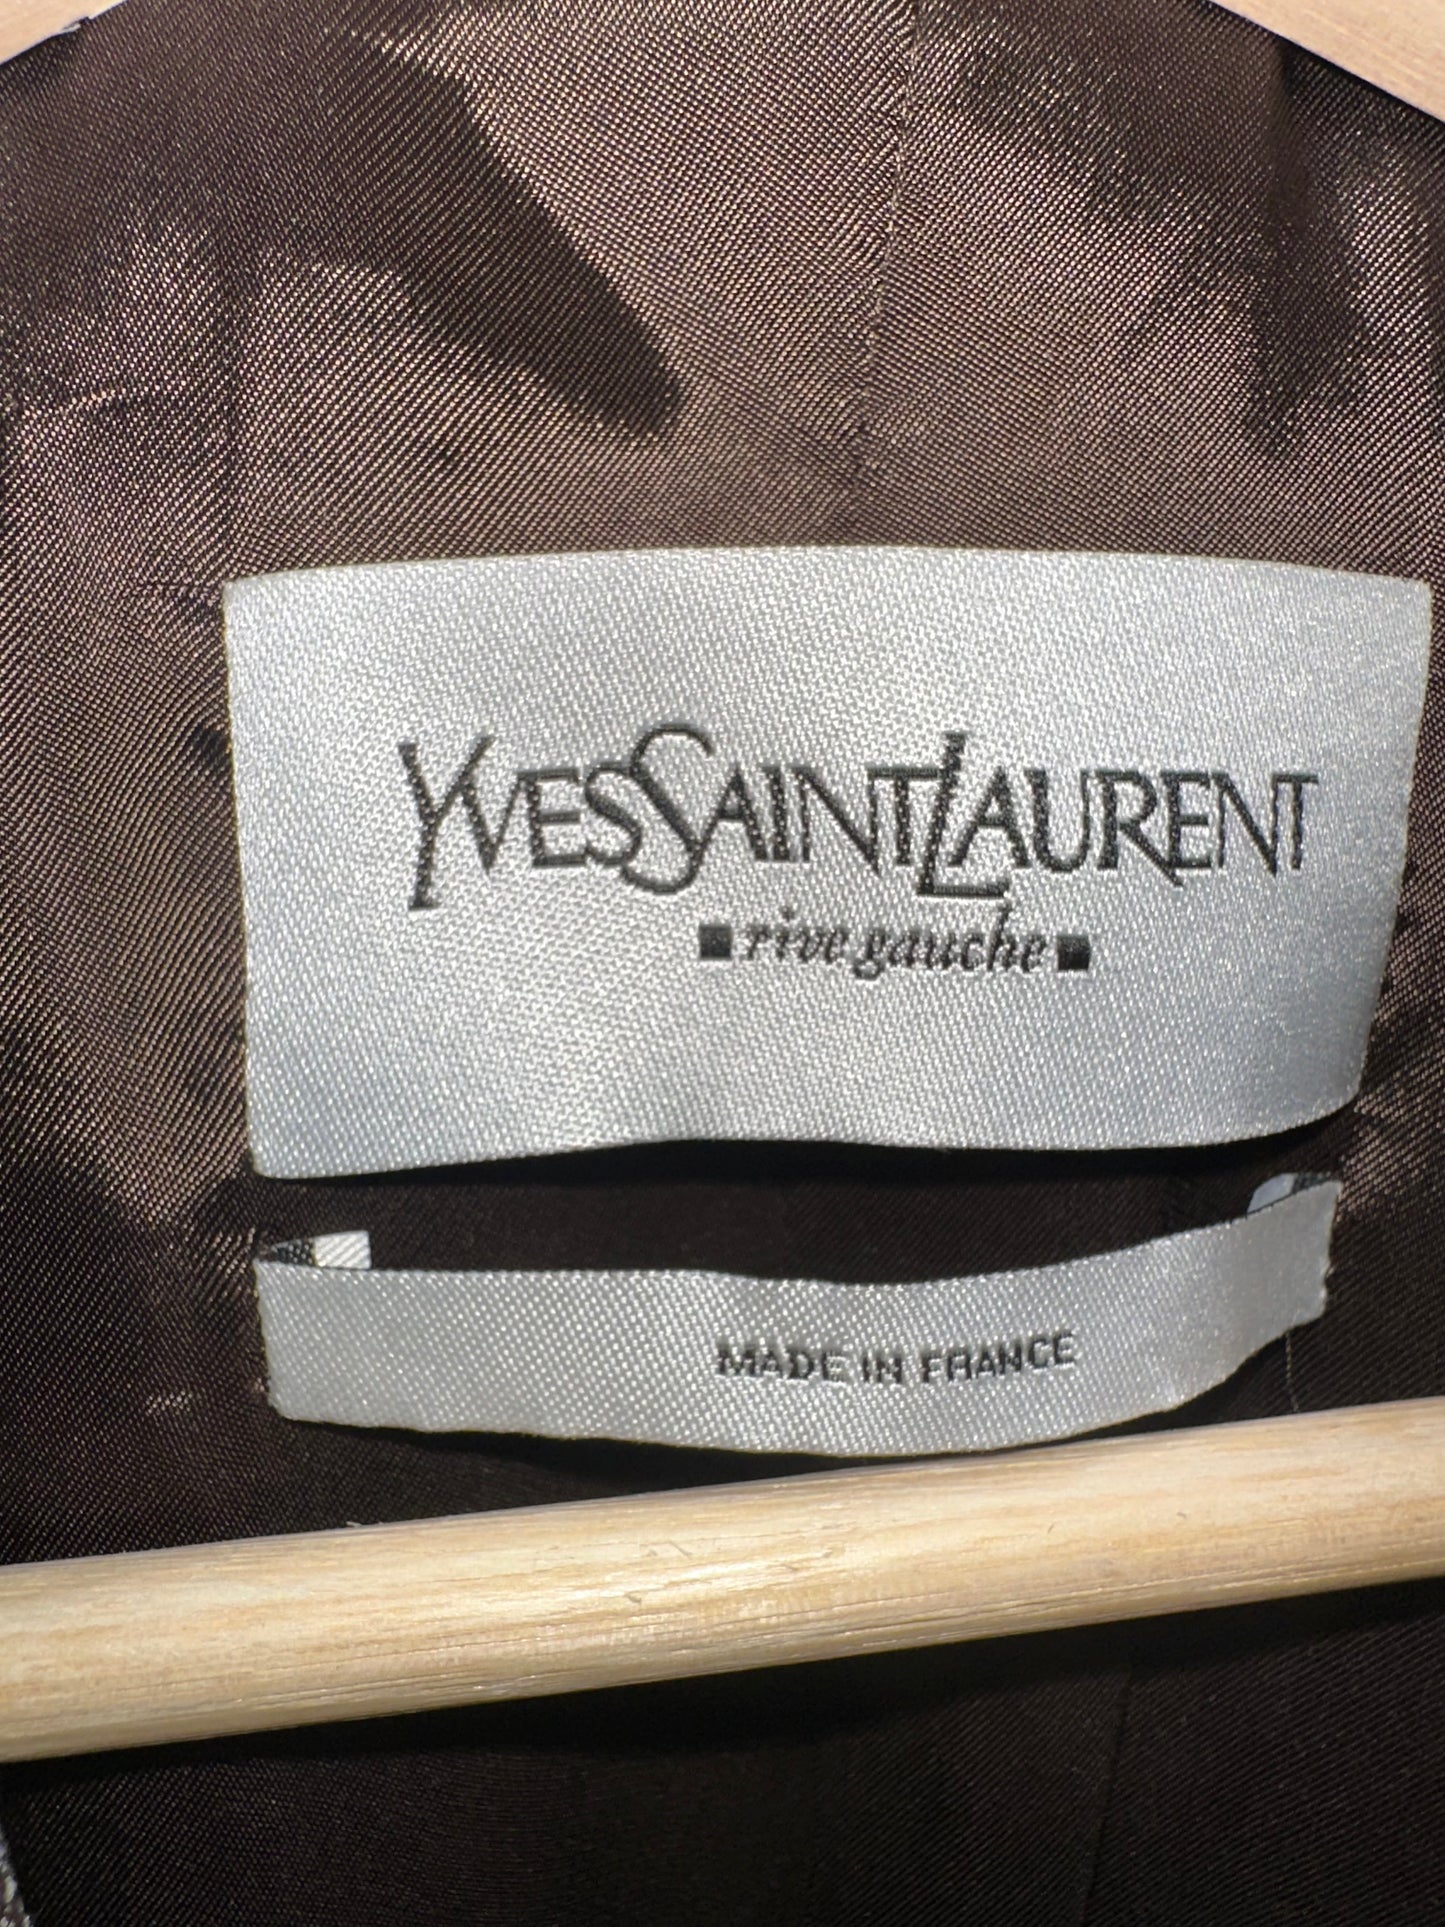 YVESSAINTLAURENT
rive gauche
MADE IN FRANCE